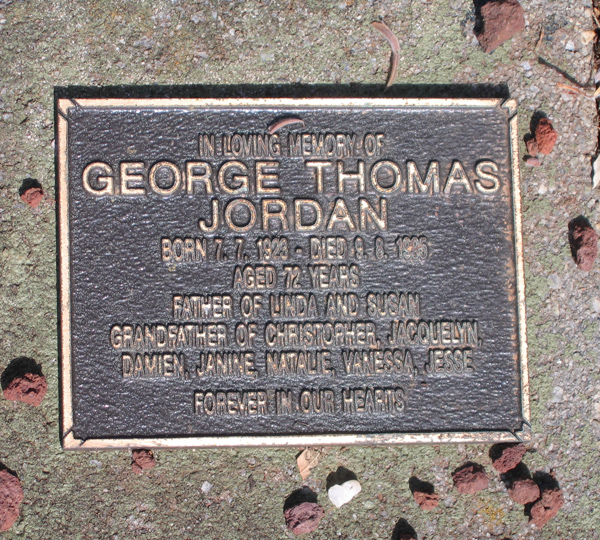 IN LOVING MEMORY OF
GEORGE THOMAS
JORDAN
BORN 7. 7. 1923 - DIED
AGED 72 YEARS
FATHER OF LINDA AND SUSAN
GRANDFATHER OF CHRISTOPHER, JACQUELYN,
DAMIEN, JANINE, NATALIE, VANESSA, JESSE
FOREVER IN OUR HEARTS